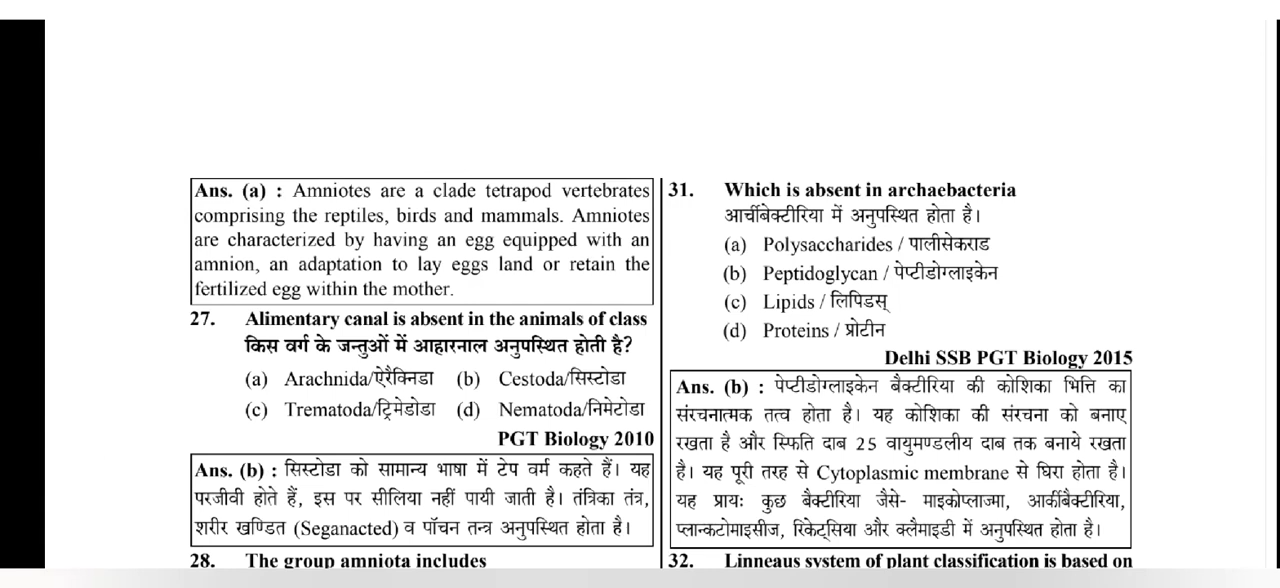 Ans. (a) : Amniotes are a clade tetrapod vertebrates
comprising the reptiles, birds and mammals. Amniotes
are characterized by having an egg equipped with an
amnion, an adaptation to lay eggs land or retain the
fertilized egg within the mother.
27. Alimentary canal is absent in the animals of class
किस वर्ग के जन्तुओं में आहारनाल अनुपस्थित होती है?
(a) Arachnida/ऐरैक्निडा (b) Cestoda/सिस्टोडा
(c) Trematoda/ट्रिमेडोडा (d) Nematoda/निमेटोडा
PGT Biology 2010
Ans. (b) : सिस्टोडा को सामान्य भाषा में टेप वर्म कहते हैं। यह
परजीवी होते हैं, इस पर सीलिया नहीं पायी जाती है। तंत्रिका तंत्र,
शरीर खण्डित (Seganacted) व पॉचन तन्त्र अनुपस्थित होता है।
28. The group amniota includes
31. Which is absent in archaebacteria
आर्चीबेक्टीरिया में अनुपस्थित होता है।
(a) Polysaccharides / पालीसेकराड
(b) Peptidoglycan / पेप्टीडोग्लाइकेन
(c) Lipids / लिपिडस्
(d) Proteins / प्रोटीन
Delhi SSB PGT Biology 2015
Ans. (b) : पेप्टीडोग्लाइकेन बैक्टीरिया की कोशिका भित्ति का
संरचनात्मक तत्व होता है। यह कोशिका की संरचना को बनाए
रखता है और स्फिति दाब 25 वायुमण्डलीय दाब तक बनाये रखता
है। यह पूरी तरह से Cytoplasmic membrane से घिरा होता है।
यह प्रायः कुछ बैक्टीरिया जैसे- माइकोप्लाज्मा, आर्कीबैक्टीरिया,
प्लान्कटोमाइसीज, रिकेट्सिया और क्लैमाइडी में अनुपस्थित होता है।
32. Linneaus system of plant classification is based on